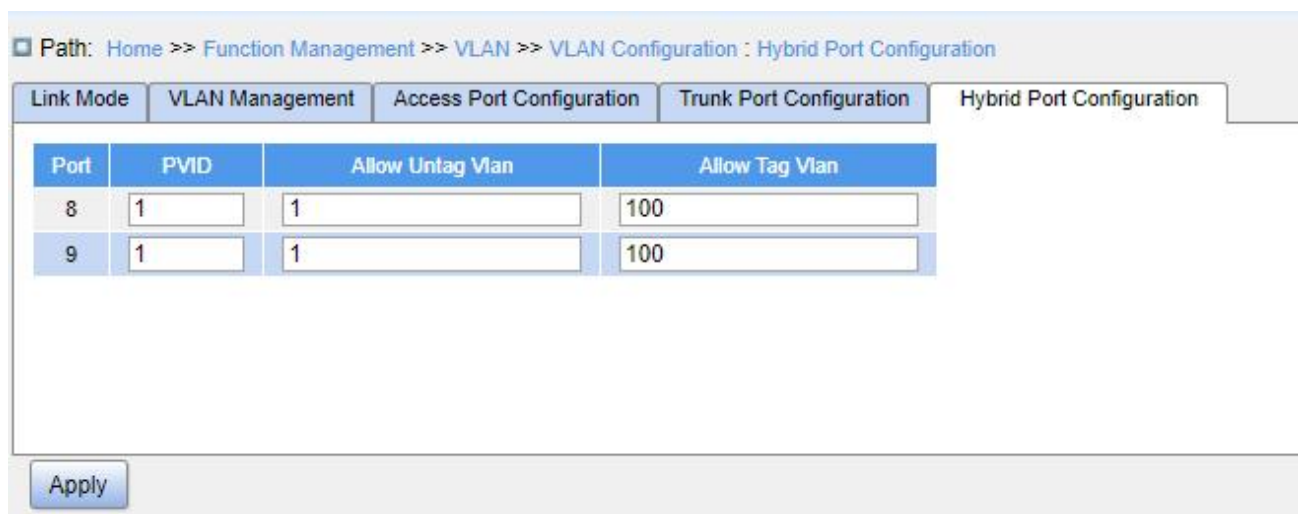 Path: Home >> Function Management >> VLAN >> VLAN Configuration : Hybrid Port Configuration
Link Mode VLAN Management Access Port Configuration Trunk Port Configuration Hybrid Port Configuration
Port PVID Allow Untag Vlan Allow Tag Vlan
8 1 1 100
9 1 1 100
Apply